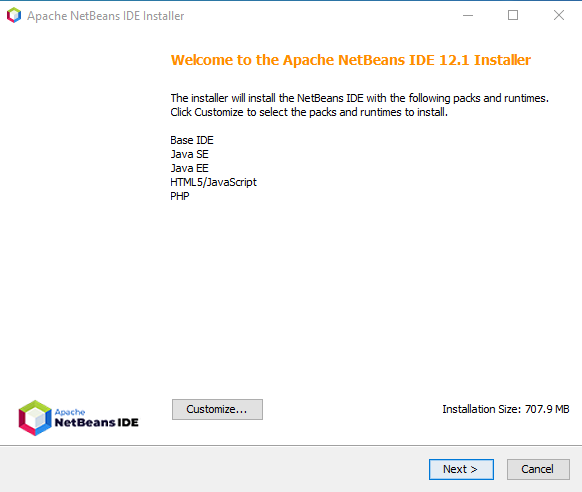 Apache NetBeans IDE Installer
Welcome to the Apache NetBeans IDE 12.1 Installer
The installer will install the NetBeans IDE with the following packs and runtimes.
Click Customize to select the packs and runtimes to install.
Base IDE
Java SE
Java EE
HTML5/JavaScript
PHP
Apache
NetBeans IDE
Customize...
Installation Size: 707.9 MB
Next >
Cancel